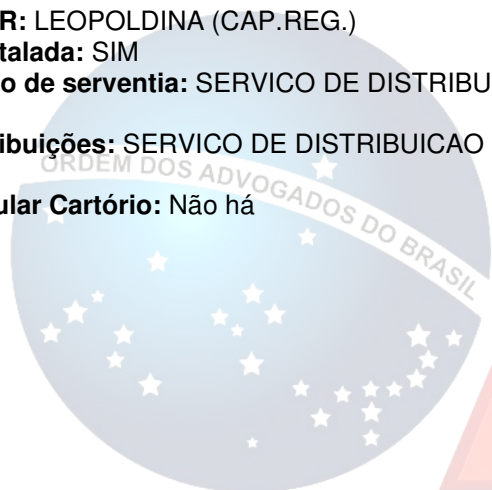 R: LEOPOLDINA (CAP.REG.)
talada: SIM
o de serventia: SERVICO DE DISTRIBU
ribuições: SERVICO DE DISTRIBUICAO
ORDEM DOS ADVOGADOS DO BRASIL
ular Cartório: Não há